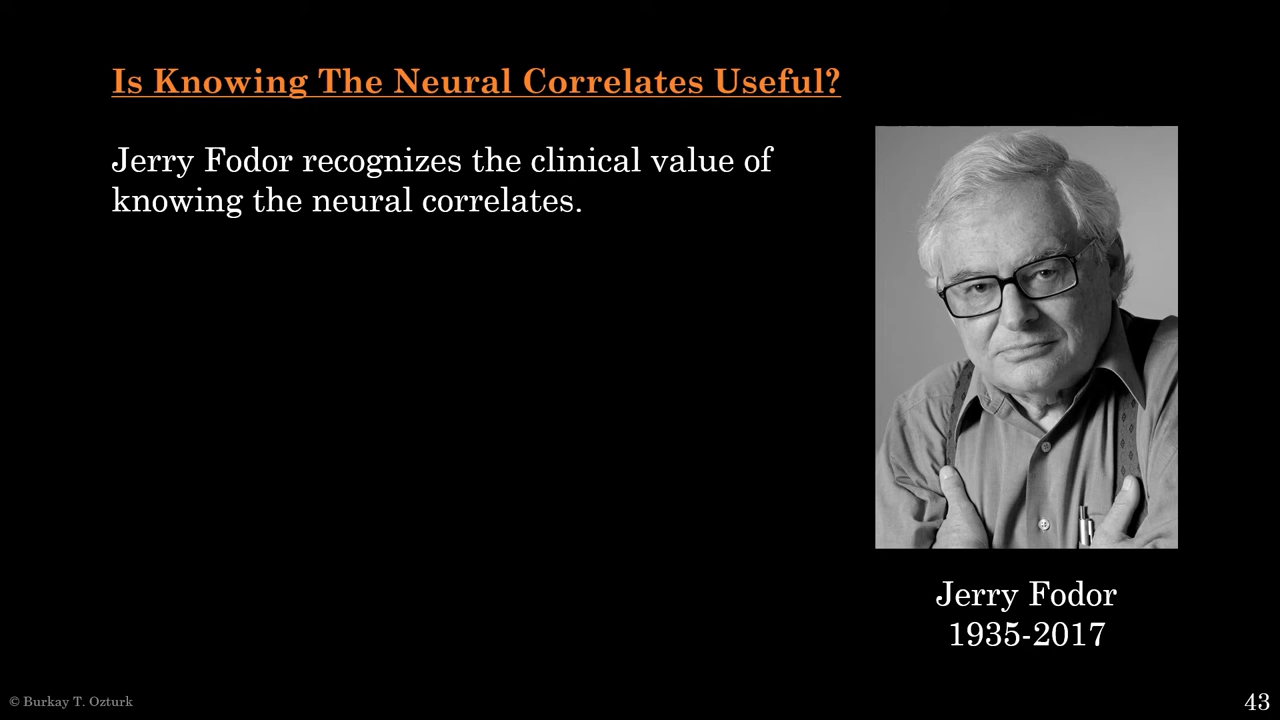 Is Knowing The Neural Correlates Useful?
Jerry Fodor recognizes the clinical value of
knowing the neural correlates.
Jerry Fodor
1935-2017
© Burkay T. Ozturk
43